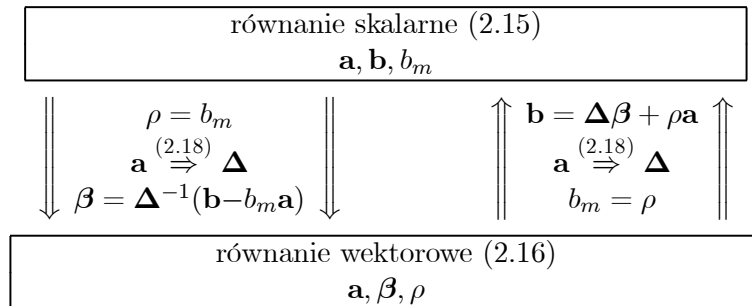 równanie skalarne (2.15)
a, b, b_m
ρ = b_m
a (2.18) ⇒ Δ
β = Δ^{-1}(b−b_m a)
b = Δβ + ρa
a (2.18) ⇒ Δ
b_m = ρ
równanie wektorowe (2.16)
a, β, ρ